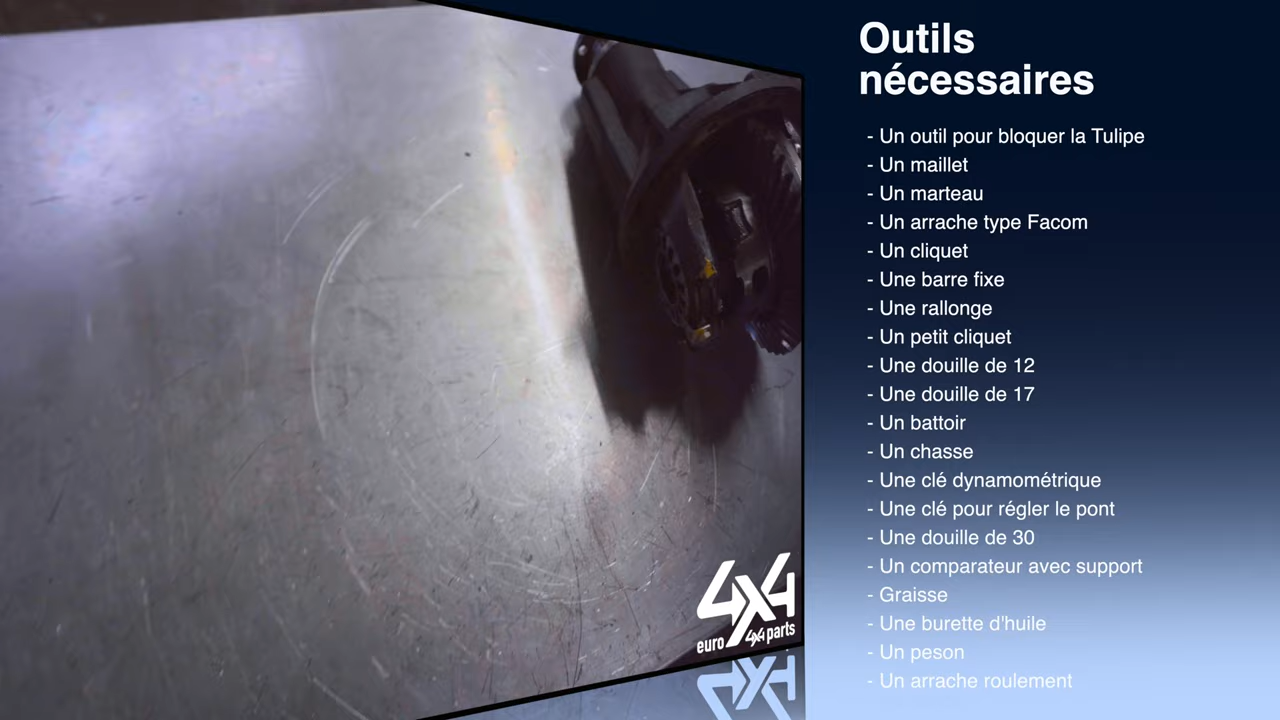 Outils
nécessaires
- Un outil pour bloquer la Tulipe
- Un maillet
- Un marteau
- Un arrache type Facom
- Un cliquet
- Une barre fixe
- Une rallonge
- Un petit cliquet
- Une douille de 12
- Une douille de 17
- Un battoir
- Un chasse
- Une clé dynamométrique
- Une clé pour régler le pont
- Une douille de 30
- Un comparateur avec support
- Graisse
- Une burette d'huile
- Un peson
- Un arrache roulement
4x4
euro 4x4 parts